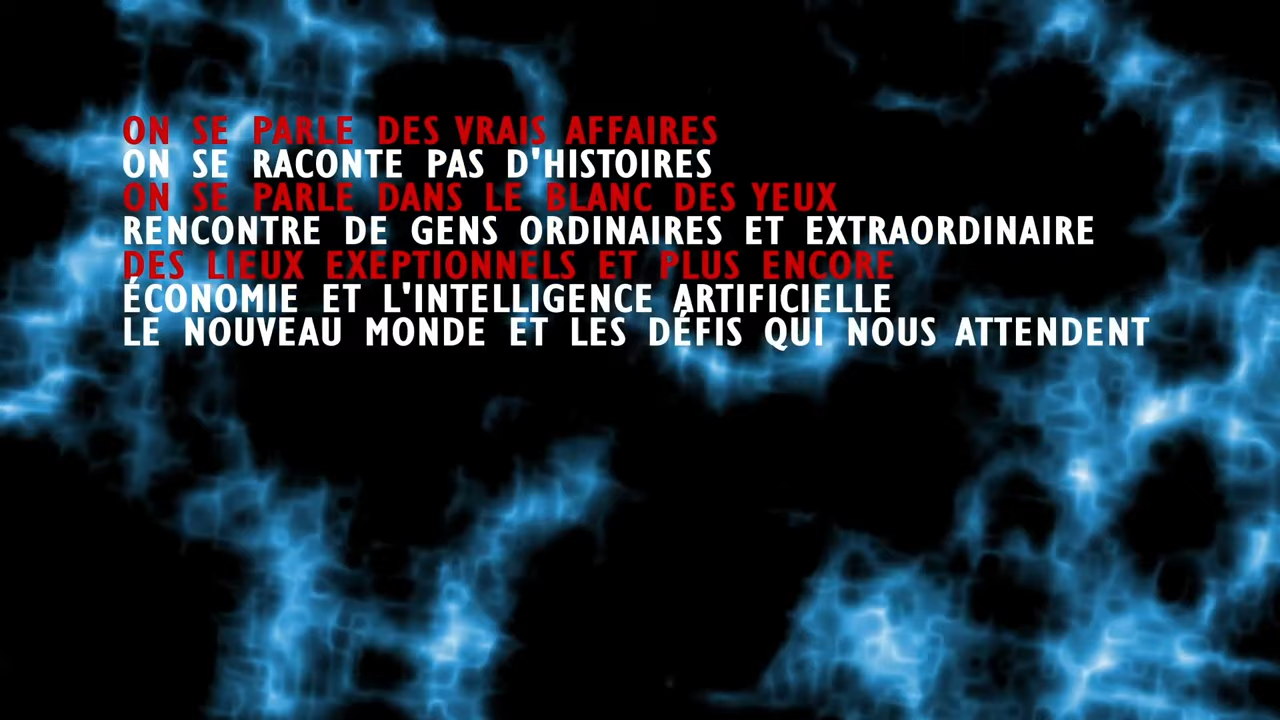 ON SE PARLE DES VRAIS AFFAIRES
ON SE RACONTE PAS D'HISTOIRES
ON SE PARLE DANS LE BLANC DES YEUX
RENCONTRE DE GENS ORDINAIRES ET EXTRAORDINAIRE
DES LIEUX EXEPTIONNELS ET PLUS ENCORE
ÉCONOMIE ET L'INTELLIGENCE ARTIFICIELLE
LE NOUVEAU MONDE ET LES DÉFIS QUI NOUS ATTENDENT